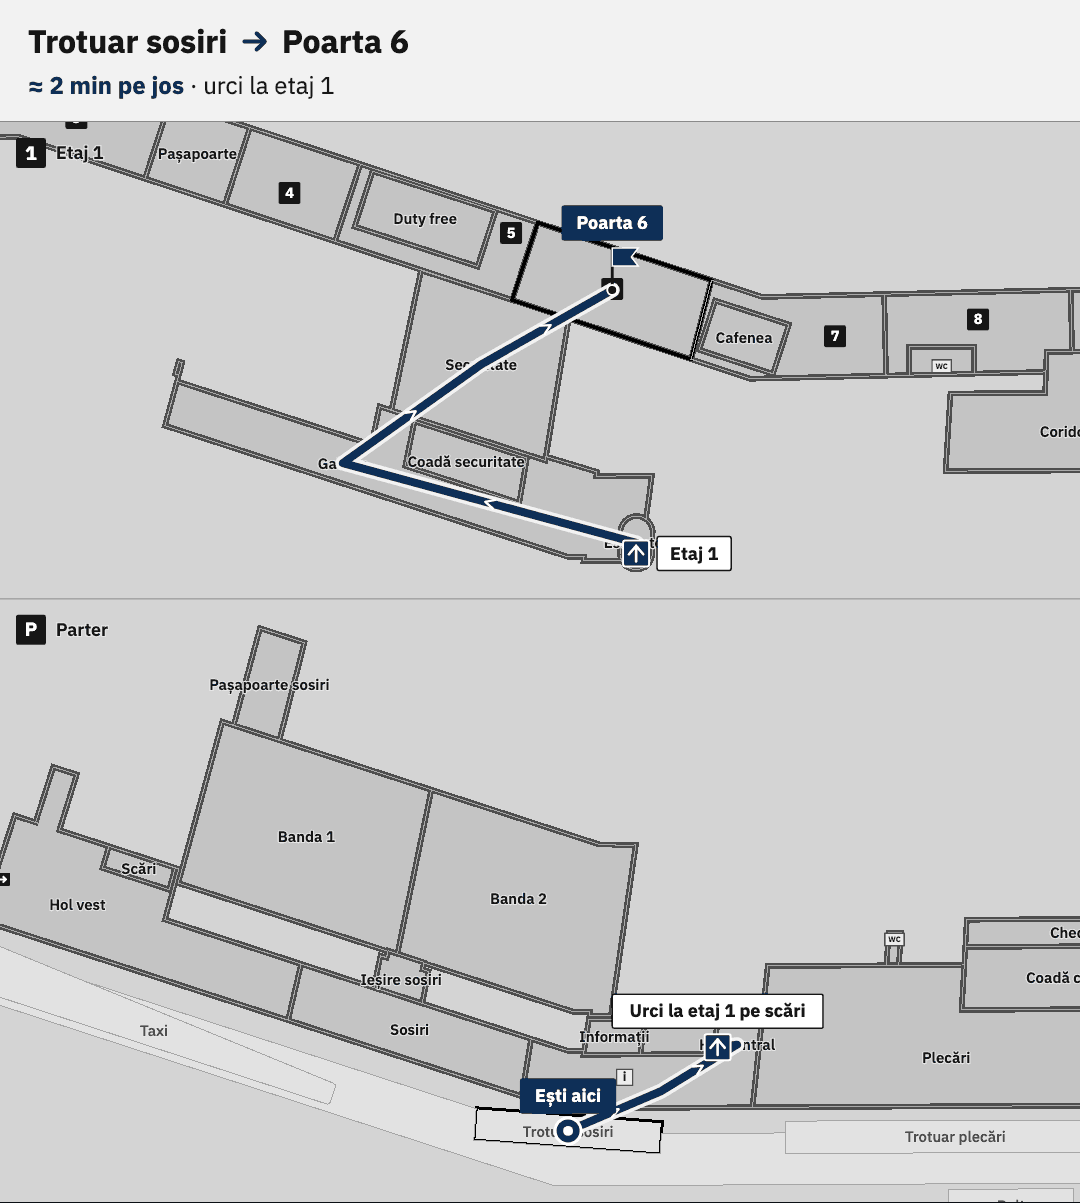 Trotuar sosiri → Poarta 6
≈ 2 min pe jos · urci la etaj 1
1 Etaj 1
Pașapoarte
4
Duty free
5
Poarta 6
Cafenea
7
8
WC
Coadă securitate
Etaj 1
P Parter
Pașapoarte sosiri
Banda 1
Banda 2
Scări
Hol vest
WC
Ieșire sosiri
Sosiri
Taxi
Urci la etaj 1 pe scări
Informații
Plecări
i
Ești aici
Trotuar plecări